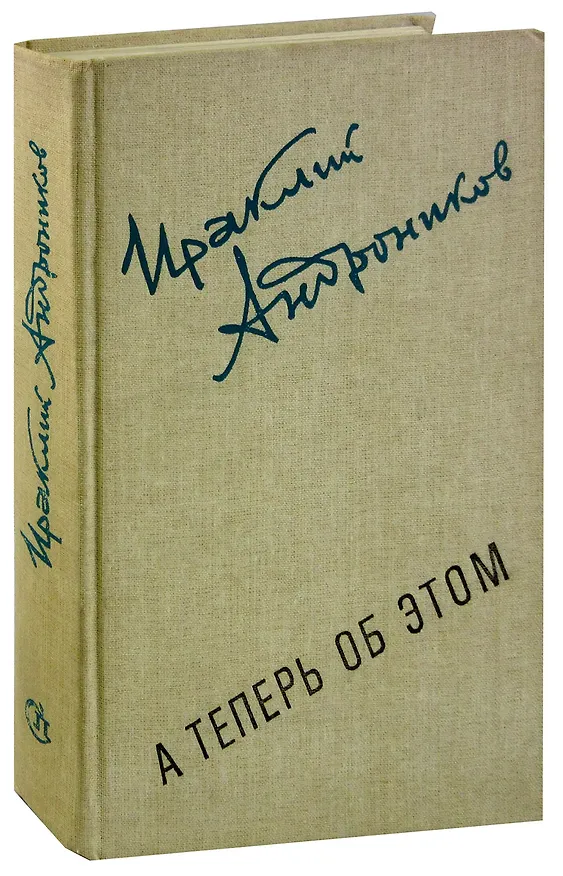 Ираклий Андроников
Ираклий
Андроников
А ТЕПЕРЬ ОБ ЭТОМ